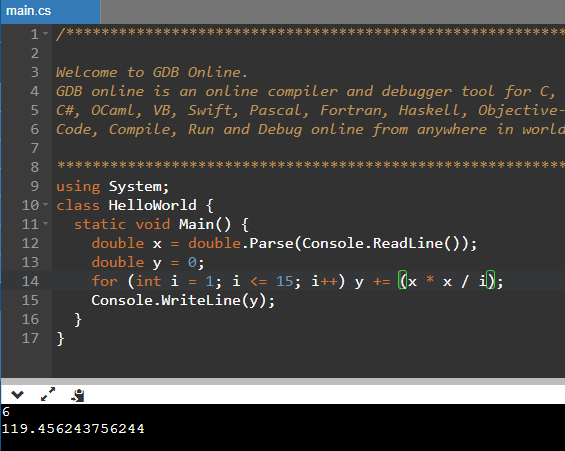 main.cs
1 /*********************************************************
2
3 Welcome to GDB Online.
4 GDB online is an online compiler and debugger tool for C,
5 C#, OCaml, VB, Swift, Pascal, Fortran, Haskell, Objective-
6 Code, Compile, Run and Debug online from anywhere in world
7
8 **********************************************************
9 using System;
10 class HelloWorld {
11 static void Main() {
12 double x = double.Parse(Console.ReadLine());
13 double y = 0;
14 for (int i = 1; i <= 15; i++) y += (x * x / i);
15 Console.WriteLine(y);
16 }
17 }
6
119.456243756244